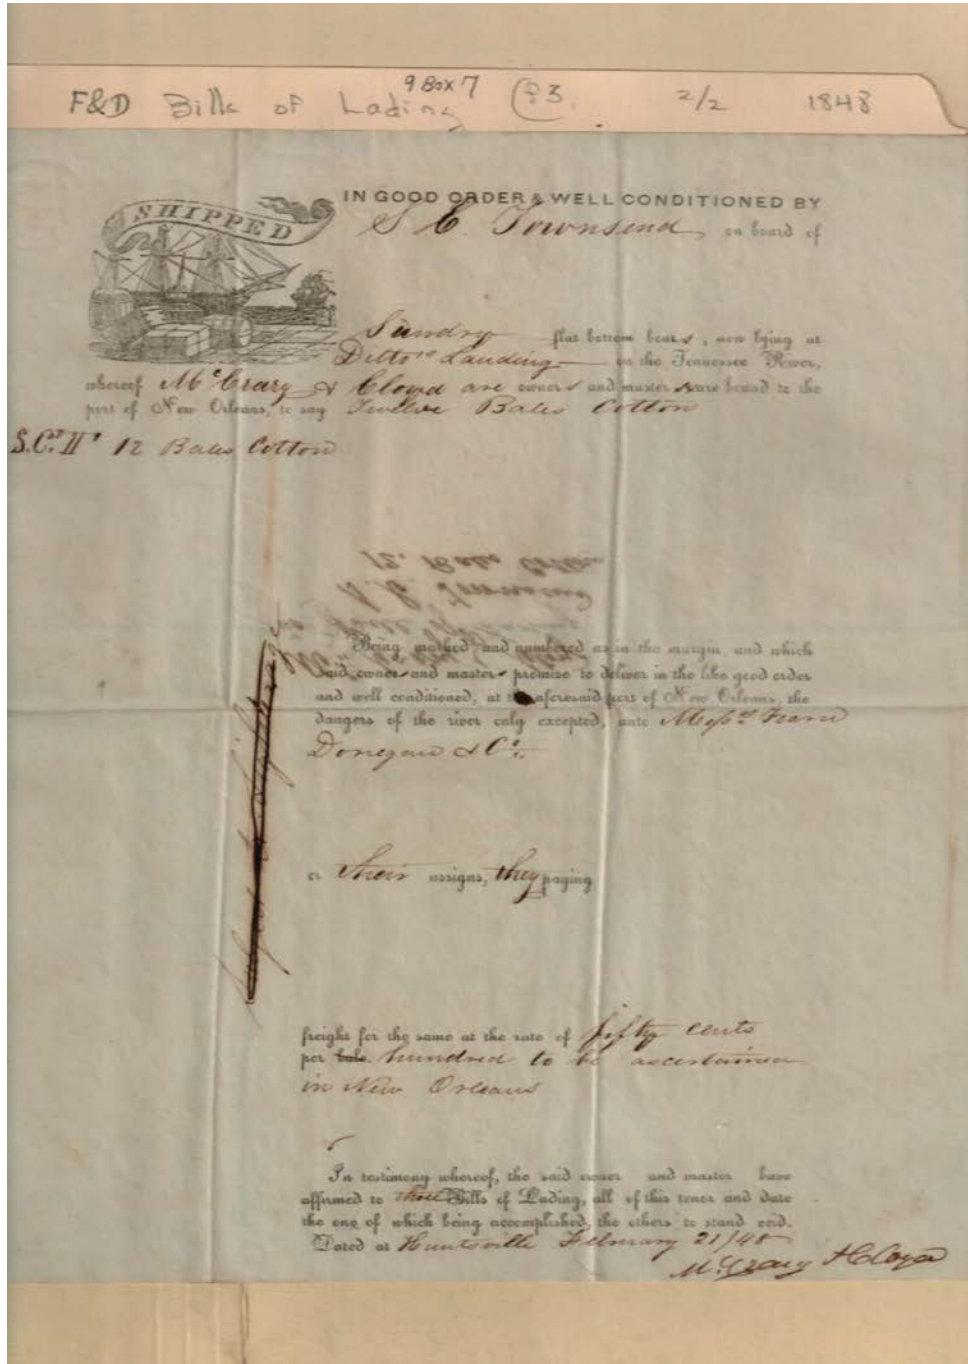 9 Box 7
F&D Bills of Lading 2/2 1848
SHIPPED
IN GOOD ORDER & WELL CONDITIONED BY
S C. Townsend, on board of
Sundry flat bottom boats, now lying at
Ditto's Landing on the Tennessee River,
whereof McCrary & Cloyd are owners and masters & are bound to the
port of New Orleans, to say Twelve Bales Cotton
12 Bales Cotton
Being marked and numbered as in the margin, and which
said owner and masters promise to deliver in the like good order
and well conditioned, at the aforesaid port of New Orleans, the
dangers of the river only excepted, unto Messrs Fearn
Donegan & Co.
or their assigns, they paying
freight for the same at the rate of fifty cents
per bale. hundred to be ascertained
in New Orleans
In testimony whereof, the said owner and master have
affirmed to three Bills of Lading, all of this tenor and date
the one of which being accomplished, the others to stand void.
Dated at Huntsville February 21/48
McCrary & Cloyd